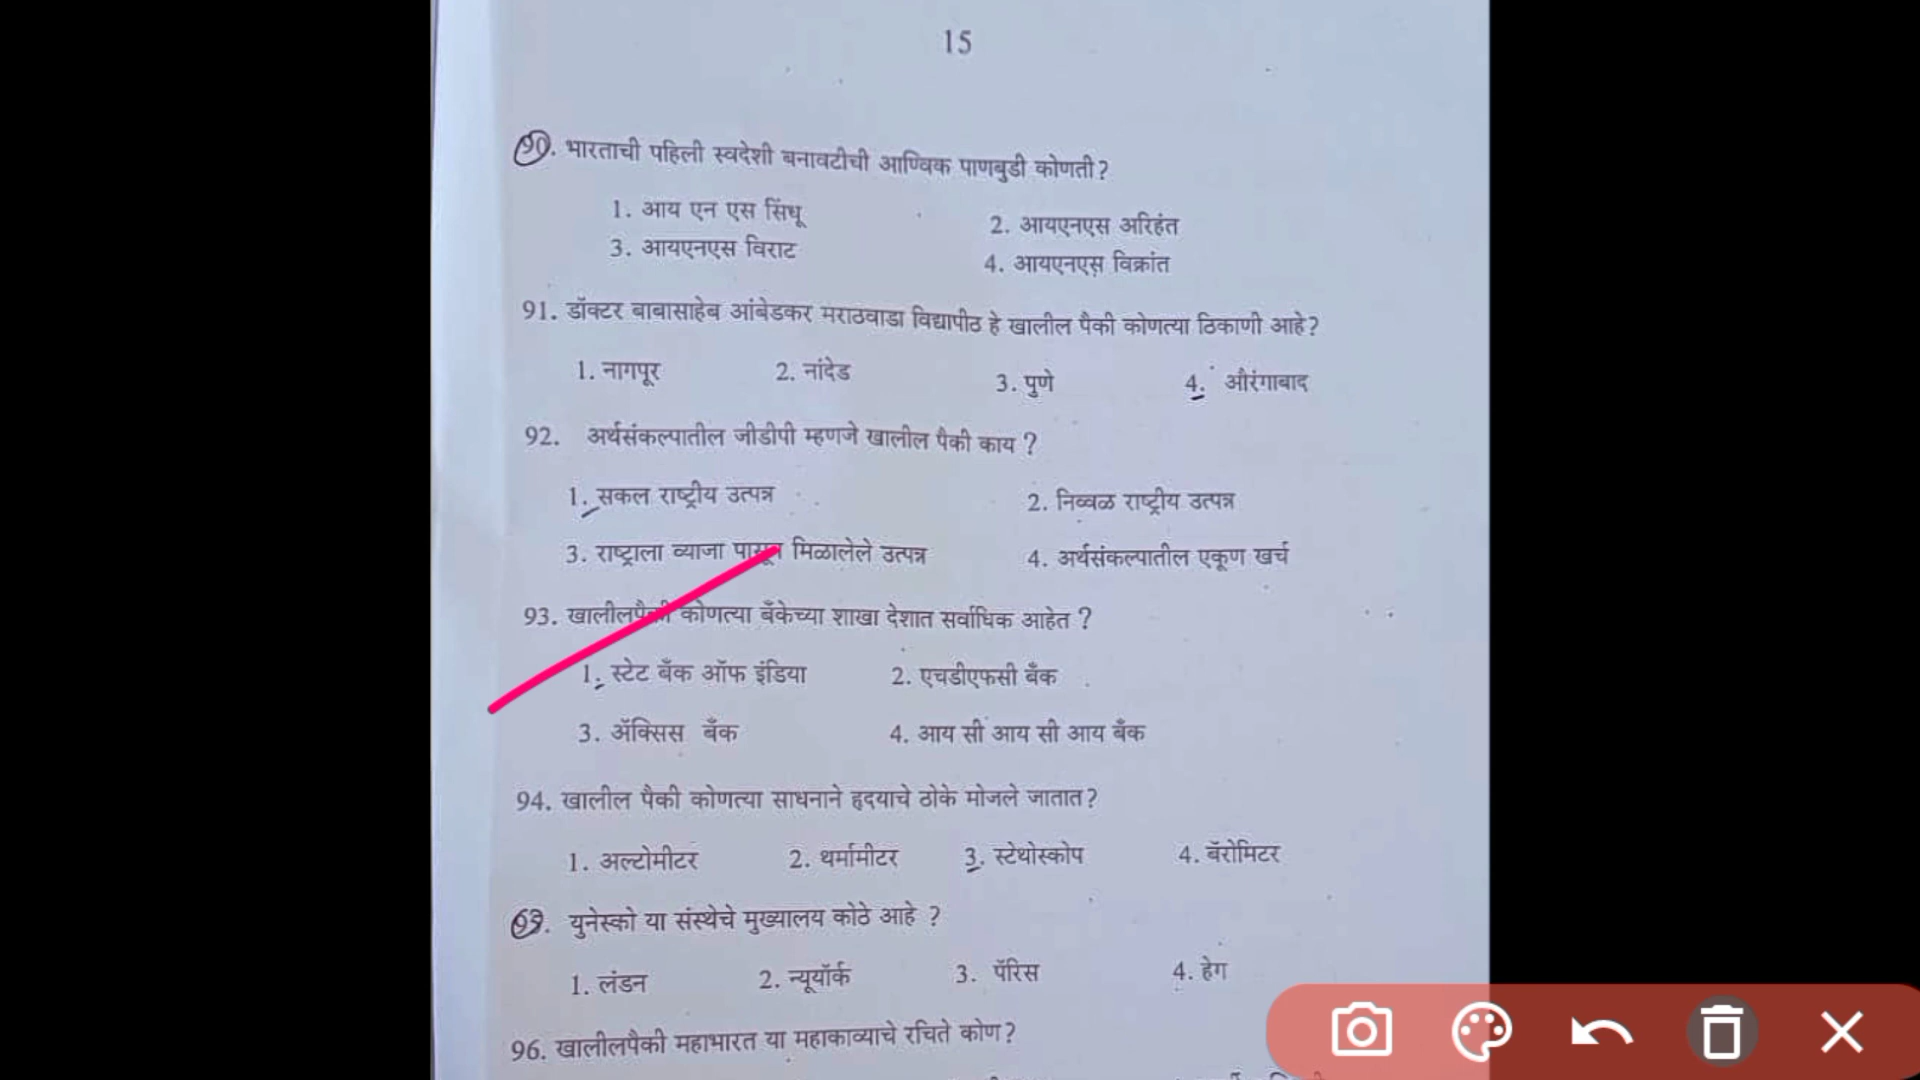 15
90. भारताची पहिली स्वदेशी बनावटीची आण्विक पाणबुडी कोणती?
1. आय एन एस सिंधू 2. आयएनएस अरिहंत
3. आयएनएस विराट 4. आयएनएस विक्रांत
91. डॉक्टर बाबासाहेब आंबेडकर मराठवाडा विद्यापीठ हे खालील पैकी कोणत्या ठिकाणी आहे?
1. नागपूर 2. नांदेड 3. पुणे 4. औरंगाबाद
92. अर्थसंकल्पातील जीडीपी म्हणजे खालील पैकी काय ?
1. सकल राष्ट्रीय उत्पन्न 2. निव्वळ राष्ट्रीय उत्पन्न
3. राष्ट्राला व्याजा पासून मिळालेले उत्पन्न 4. अर्थसंकल्पातील एकूण खर्च
93. खालीलपैकी कोणत्या बँकेच्या शाखा देशात सर्वाधिक आहेत ?
1. स्टेट बँक ऑफ इंडिया 2. एचडीएफसी बँक
3. ॲक्सिस बँक 4. आय सी आय सी आय बँक
94. खालील पैकी कोणत्या साधनाने हृदयाचे ठोके मोजले जातात?
1. अल्टोमीटर 2. थर्मामीटर 3. स्टेथोस्कोप 4. बॅरोमिटर
युनेस्को या संस्थेचे मुख्यालय कोठे आहे ?
1. लंडन 2. न्यूयॉर्क 3. पॅरिस 4. हेग
96. खालीलपैकी महाभारत या महाकाव्याचे रचिते कोण?